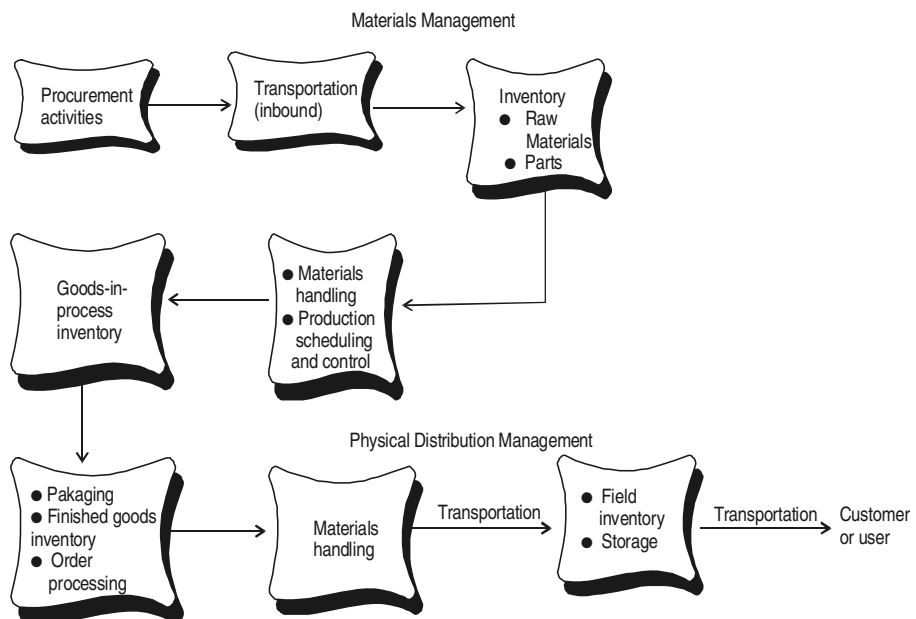 Materials Management
Procurement
activities
Transportation
(inbound)
Inventory
● Raw
Materials
● Parts
● Materials
handling
● Production
scheduling
and control
Goods-in-
process
inventory
Physical Distribution Management
● Pakaging
● Finished goods
inventory
● Order
processing
Materials
handling
Transportation
● Field
inventory
● Storage
Transportation
Customer
or user